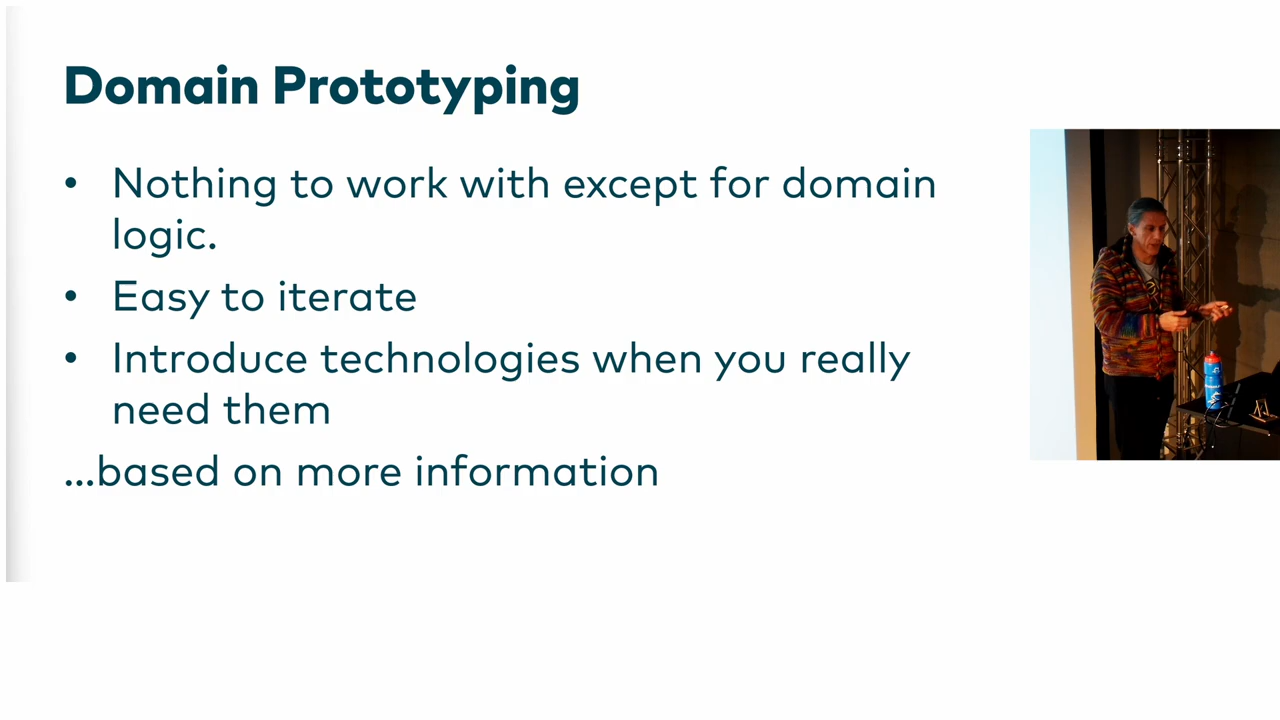 Domain Prototyping
• Nothing to work with except for domain
logic.
• Easy to iterate
• Introduce technologies when you really
need them
...based on more information